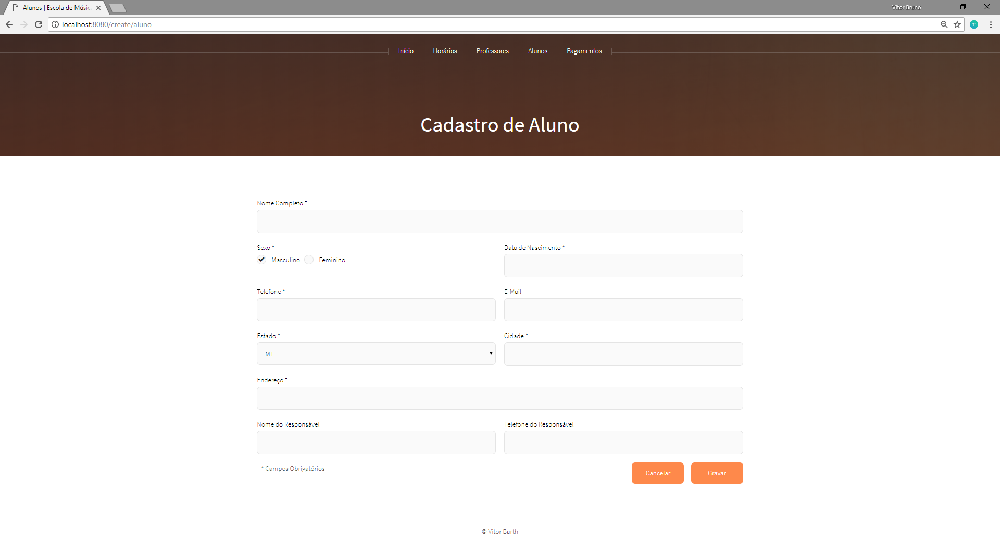 Alunos | Escola de Músic
Vitor Bruno
localhost:8080/create/aluno
m
Início Horários Professores Alunos Pagamentos
Cadastro de Aluno
Nome Completo *
Sexo * Data de Nascimento *
Masculino Feminino
Telefone * E-Mail
Estado * Cidade *
MT
Endereço *
Nome do Responsável Telefone do Responsável
* Campos Obrigatórios Cancelar Gravar
© Vitor Barth